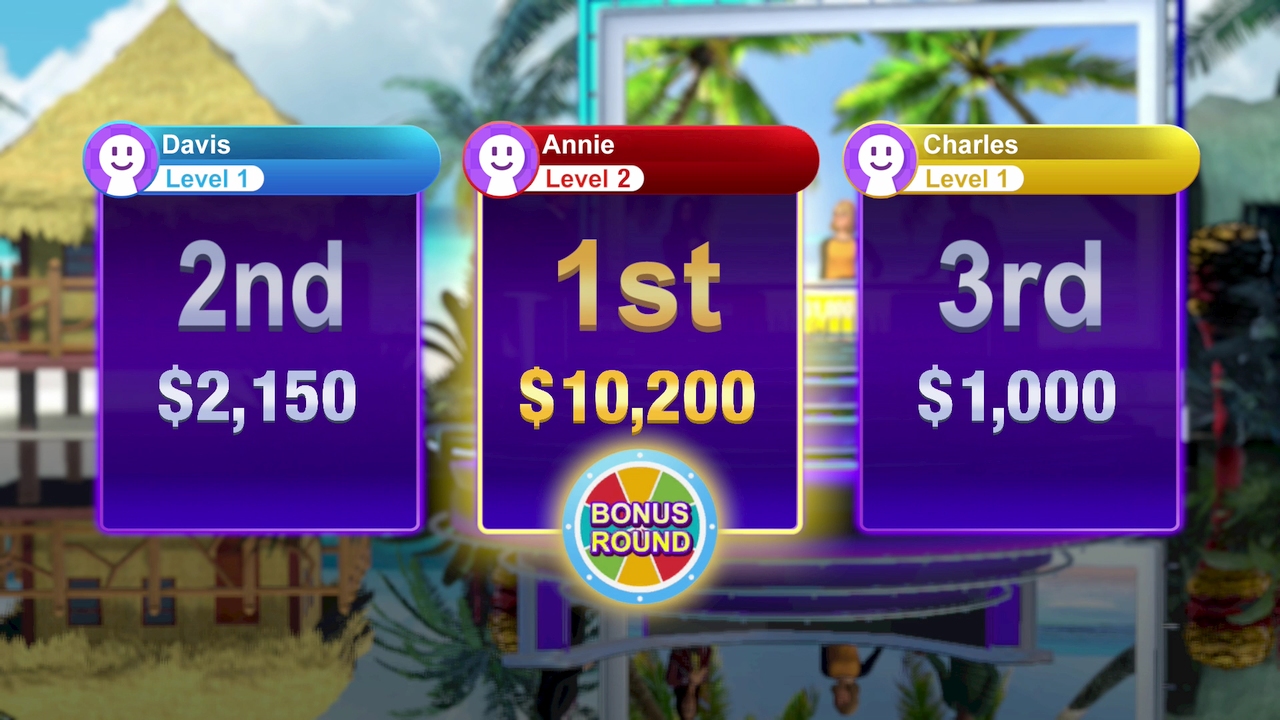 Davis
Level 1
2nd
$2,150
Annie
Level 2
1st
$10,200
BONUS
ROUND
Charles
Level 1
3rd
$1,000